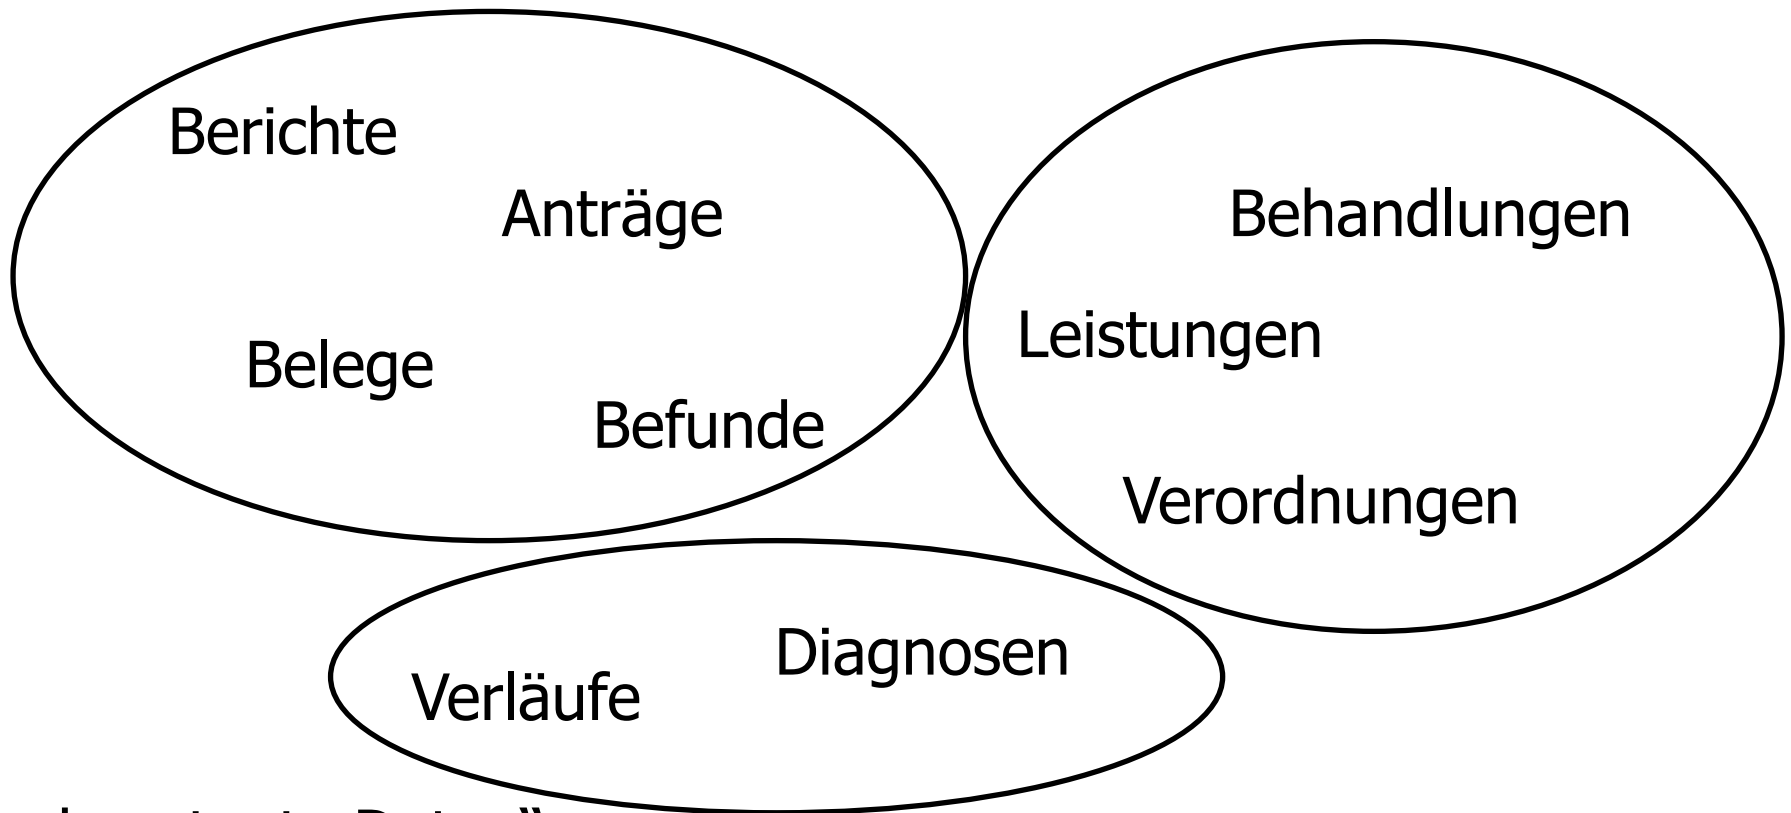 Berichte
Anträge
Belege
Befunde
Behandlungen
Leistungen
Verordnungen
Diagnosen
Verläufe